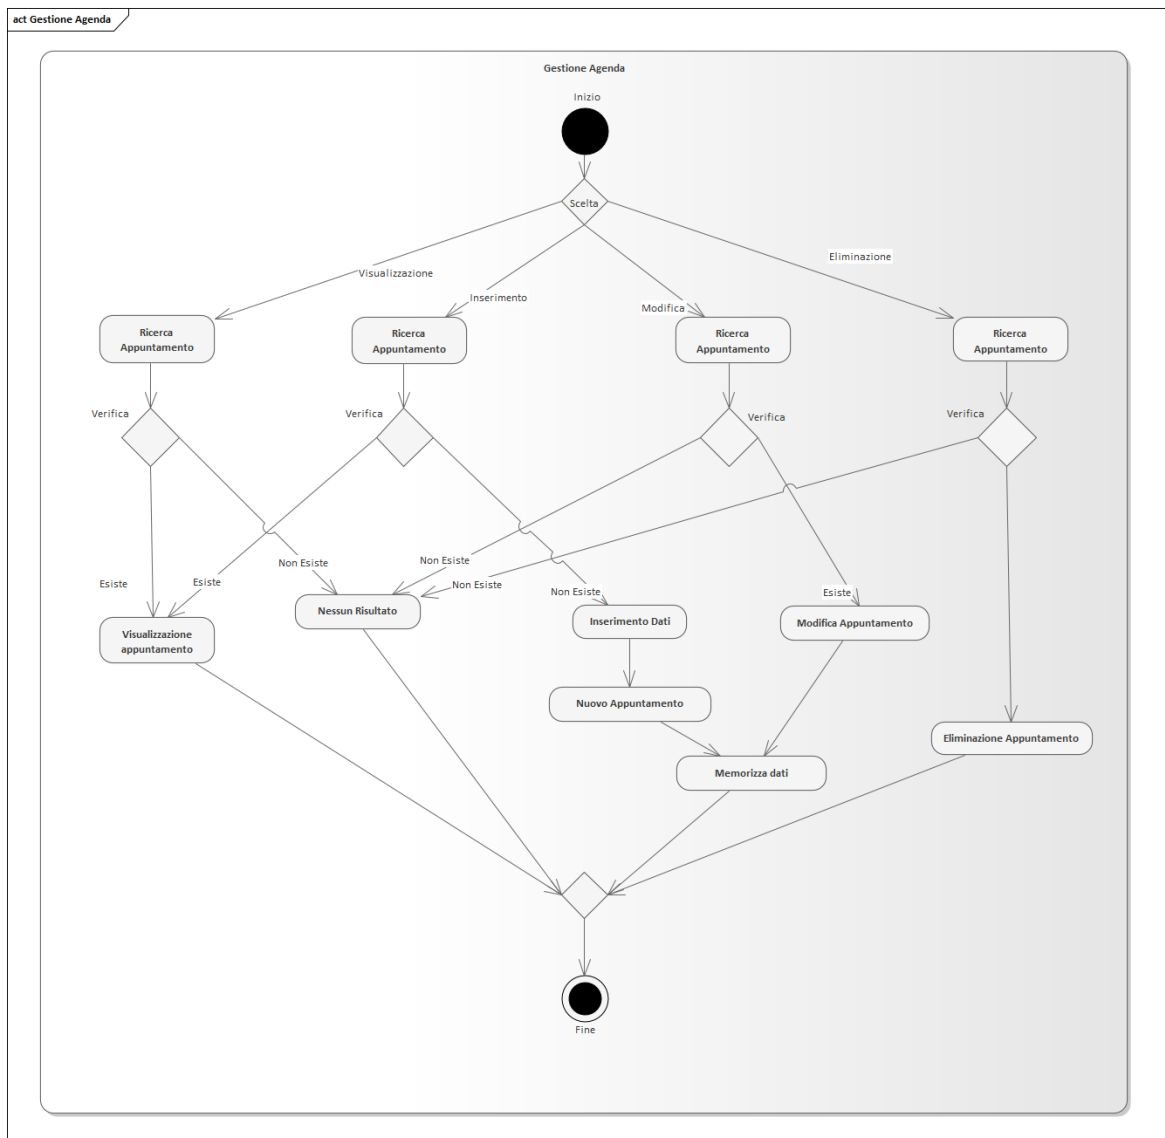 act Gestione Agenda
Gestione Agenda
Inizio
Scelta
Visualizzazione
Inserimento
Modifica
Eliminazione
Ricerca
Appuntamento
Ricerca
Appuntamento
Ricerca
Appuntamento
Ricerca
Appuntamento
Verifica
Verifica
Verifica
Verifica
Esiste
Esiste
Non Esiste
Non Esiste
Non Esiste
Non Esiste
Esiste
Visualizzazione
appuntamento
Nessun Risultato
Inserimento Dati
Modifica Appuntamento
Nuovo Appuntamento
Eliminazione Appuntamento
Memorizza dati
Fine